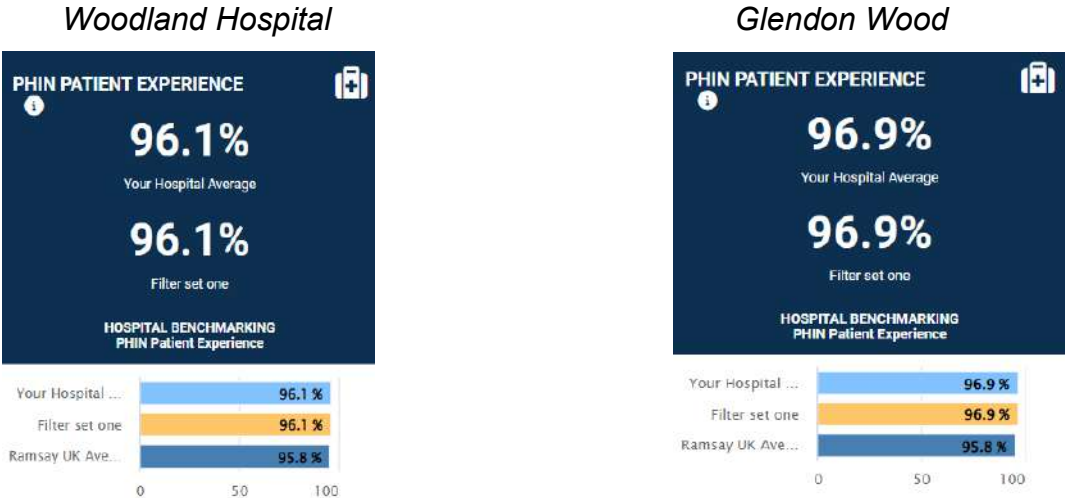 Woodland Hospital
PHIN PATIENT EXPERIENCE
i
96.1%
Your Hospital Average
96.1%
Filter set one
HOSPITAL BENCHMARKING
PHIN Patient Experience
Your Hospital ... 96.1 %
Filter set one 96.1 %
Ramsay UK Ave... 95.8 %
0 50 100
Glendon Wood
PHIN PATIENT EXPERIENCE
i
96.9%
Your Hospital Average
96.9%
Filter set one
HOSPITAL BENCHMARKING
PHIN Patient Experience
Your Hospital ... 96.9 %
Filter set one 96.9 %
Ramsay UK Ave... 95.8 %
0 50 100